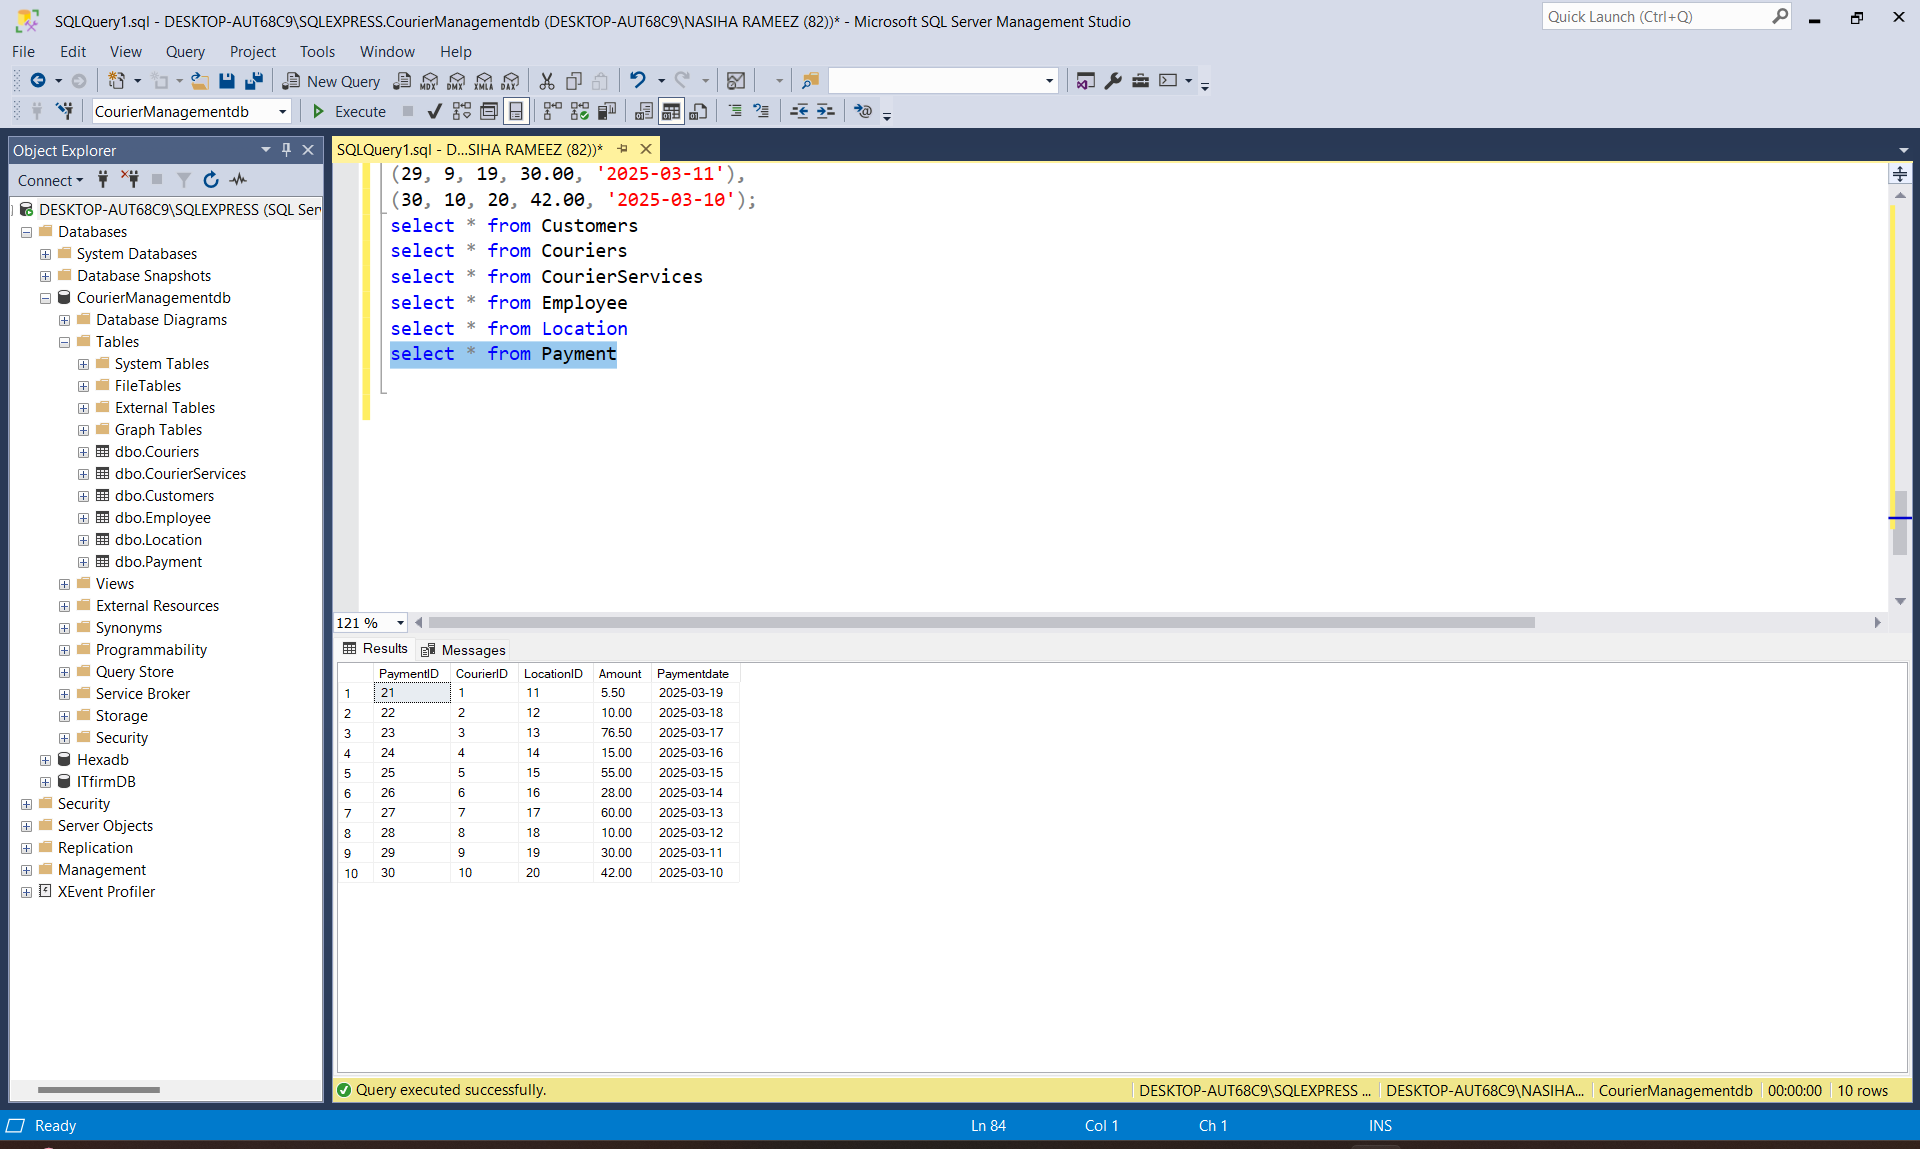 SQLQuery1.sql - DESKTOP-AUT68C9\SQLEXPRESS.CourierManagementdb (DESKTOP-AUT68C9\NASIHA RAMEEZ (82))* - Microsoft SQL Server Management Studio
Quick Launch (Ctrl+Q)
File Edit View Query Project Tools Window Help
New Query MDX DMX XMLA DAX
CourierManagementdb Execute
Object Explorer
Connect
DESKTOP-AUT68C9\SQLEXPRESS (SQL Ser
Databases
System Databases
Database Snapshots
CourierManagementdb
Database Diagrams
Tables
System Tables
FileTables
External Tables
Graph Tables
dbo.Couriers
dbo.CourierServices
dbo.Customers
dbo.Employee
dbo.Location
dbo.Payment
Views
External Resources
Synonyms
Programmability
Query Store
Service Broker
Storage
Security
Hexadb
ITfirmDB
Security
Server Objects
Replication
Management
XEvent Profiler
SQLQuery1.sql - D...SIHA RAMEEZ (82))*
(29, 9, 19, 30.00, '2025-03-11'),
(30, 10, 20, 42.00, '2025-03-10');
select * from Customers
select * from Couriers
select * from CourierServices
select * from Employee
select * from Location
select * from Payment
121 %
Results Messages
PaymentID CourierID LocationID Amount Paymentdate
1 21 1 11 5.50 2025-03-19
2 22 2 12 10.00 2025-03-18
3 23 3 13 76.50 2025-03-17
4 24 4 14 15.00 2025-03-16
5 25 5 15 55.00 2025-03-15
6 26 6 16 28.00 2025-03-14
7 27 7 17 60.00 2025-03-13
8 28 8 18 10.00 2025-03-12
9 29 9 19 30.00 2025-03-11
10 30 10 20 42.00 2025-03-10
Query executed successfully. DESKTOP-AUT68C9\SQLEXPRESS ... DESKTOP-AUT68C9\NASIHA... CourierManagementdb 00:00:00 10 rows
Ready Ln 84 Col 1 Ch 1 INS